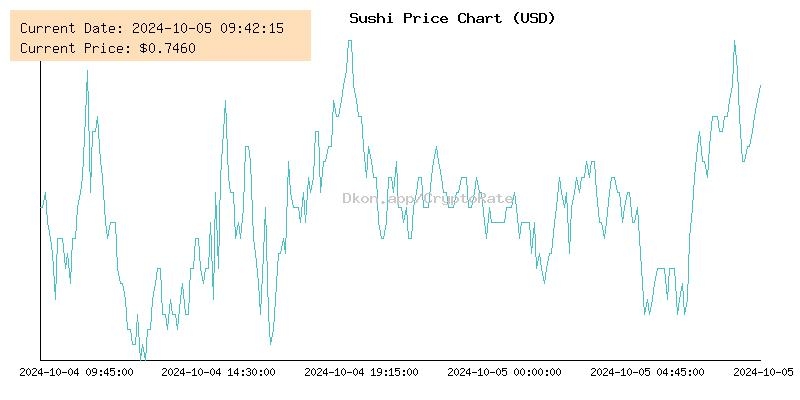 Sushi Price Chart (USD)
Current Date: 2024-10-05 09:42:15
Current Price: $0.7460
Dkon.app/CryptoRate
2024-10-04 09:45:00 2024-10-04 14:30:00 2024-10-04 19:15:00 2024-10-05 00:00:00 2024-10-05 04:45:00 2024-10-05